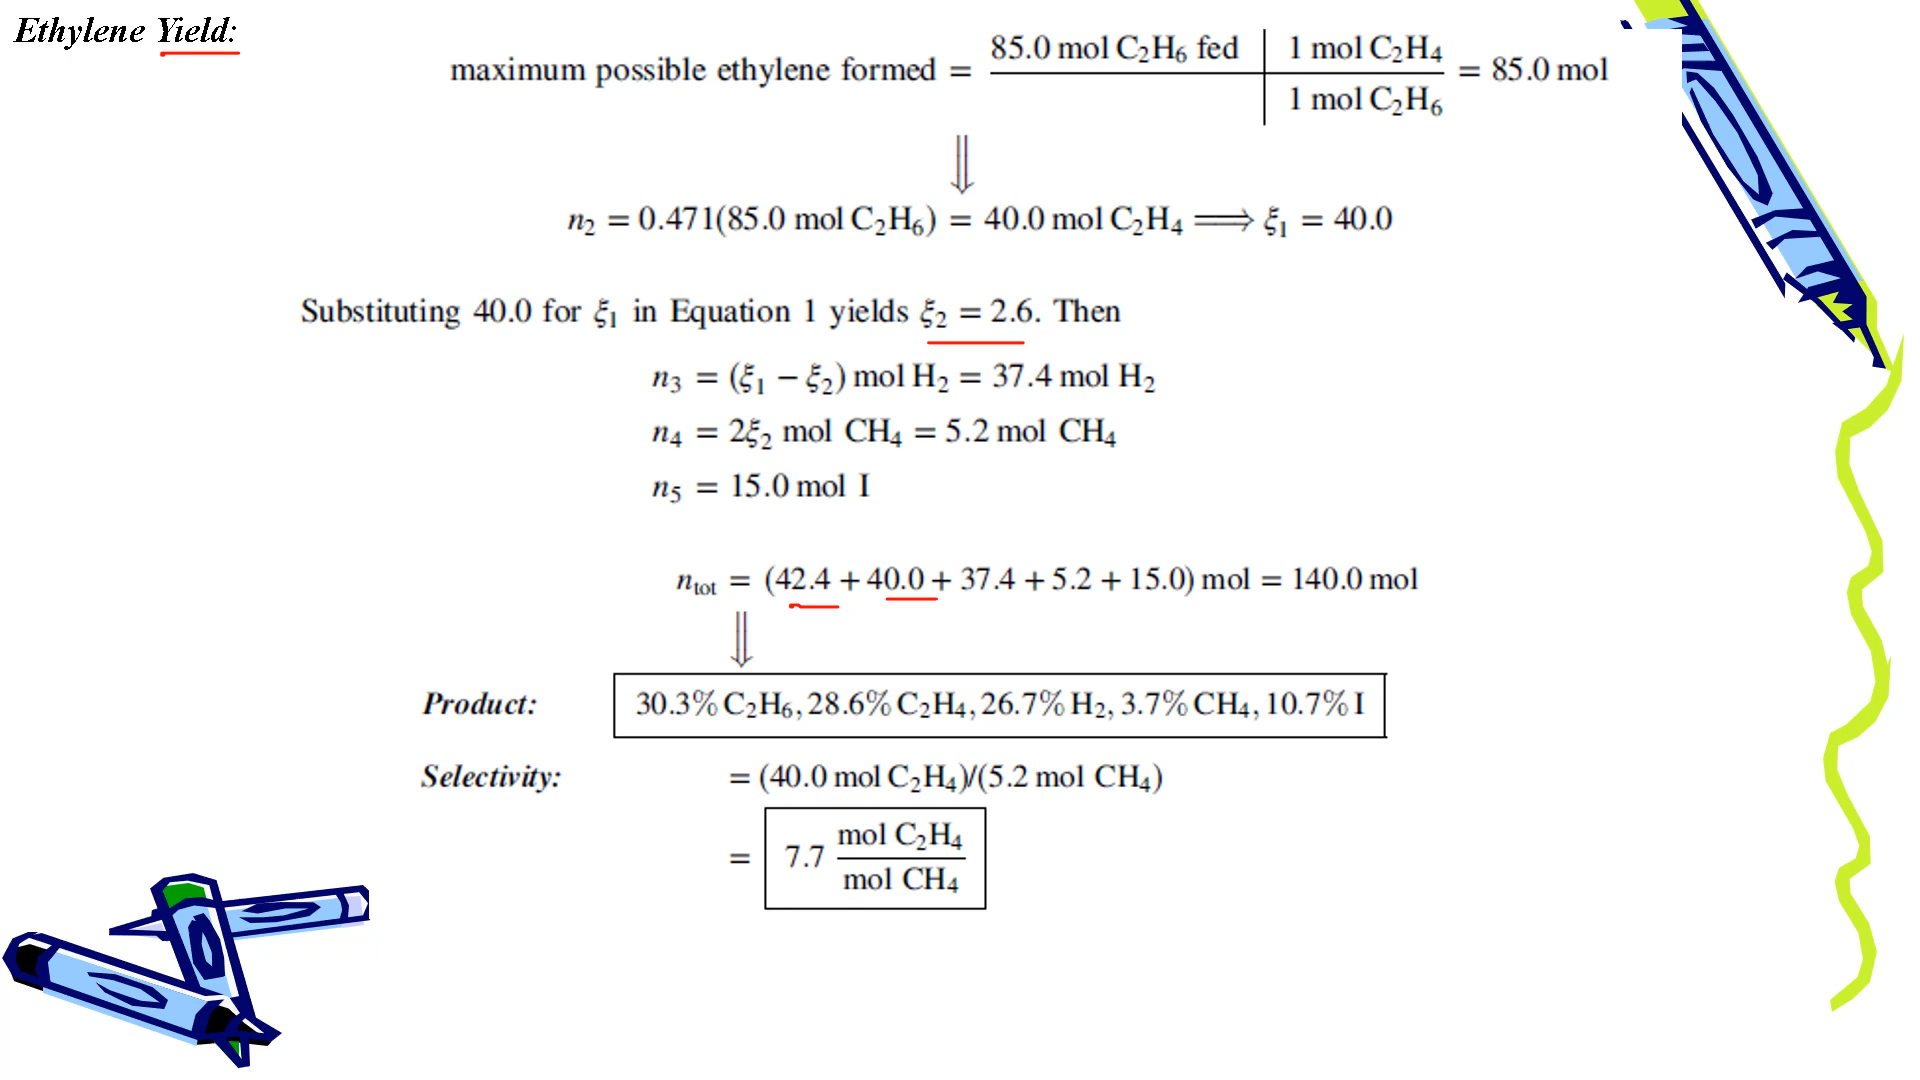 Ethylene Yield:
maximum possible ethylene formed = 85.0 mol C₂H₆ fed | 1 mol C₂H₄ / 1 mol C₂H₆ = 85.0 mol
⇓
n₂ = 0.471(85.0 mol C₂H₆) = 40.0 mol C₂H₄ ⟹ ξ₁ = 40.0
Substituting 40.0 for ξ₁ in Equation 1 yields ξ₂ = 2.6. Then
n₃ = (ξ₁ − ξ₂) mol H₂ = 37.4 mol H₂
n₄ = 2ξ₂ mol CH₄ = 5.2 mol CH₄
n₅ = 15.0 mol I
n_tot = (42.4 + 40.0 + 37.4 + 5.2 + 15.0) mol = 140.0 mol
⇓
Product: 30.3% C₂H₆, 28.6% C₂H₄, 26.7% H₂, 3.7% CH₄, 10.7% I
Selectivity: = (40.0 mol C₂H₄)/(5.2 mol CH₄)
= 7.7 mol C₂H₄ / mol CH₄